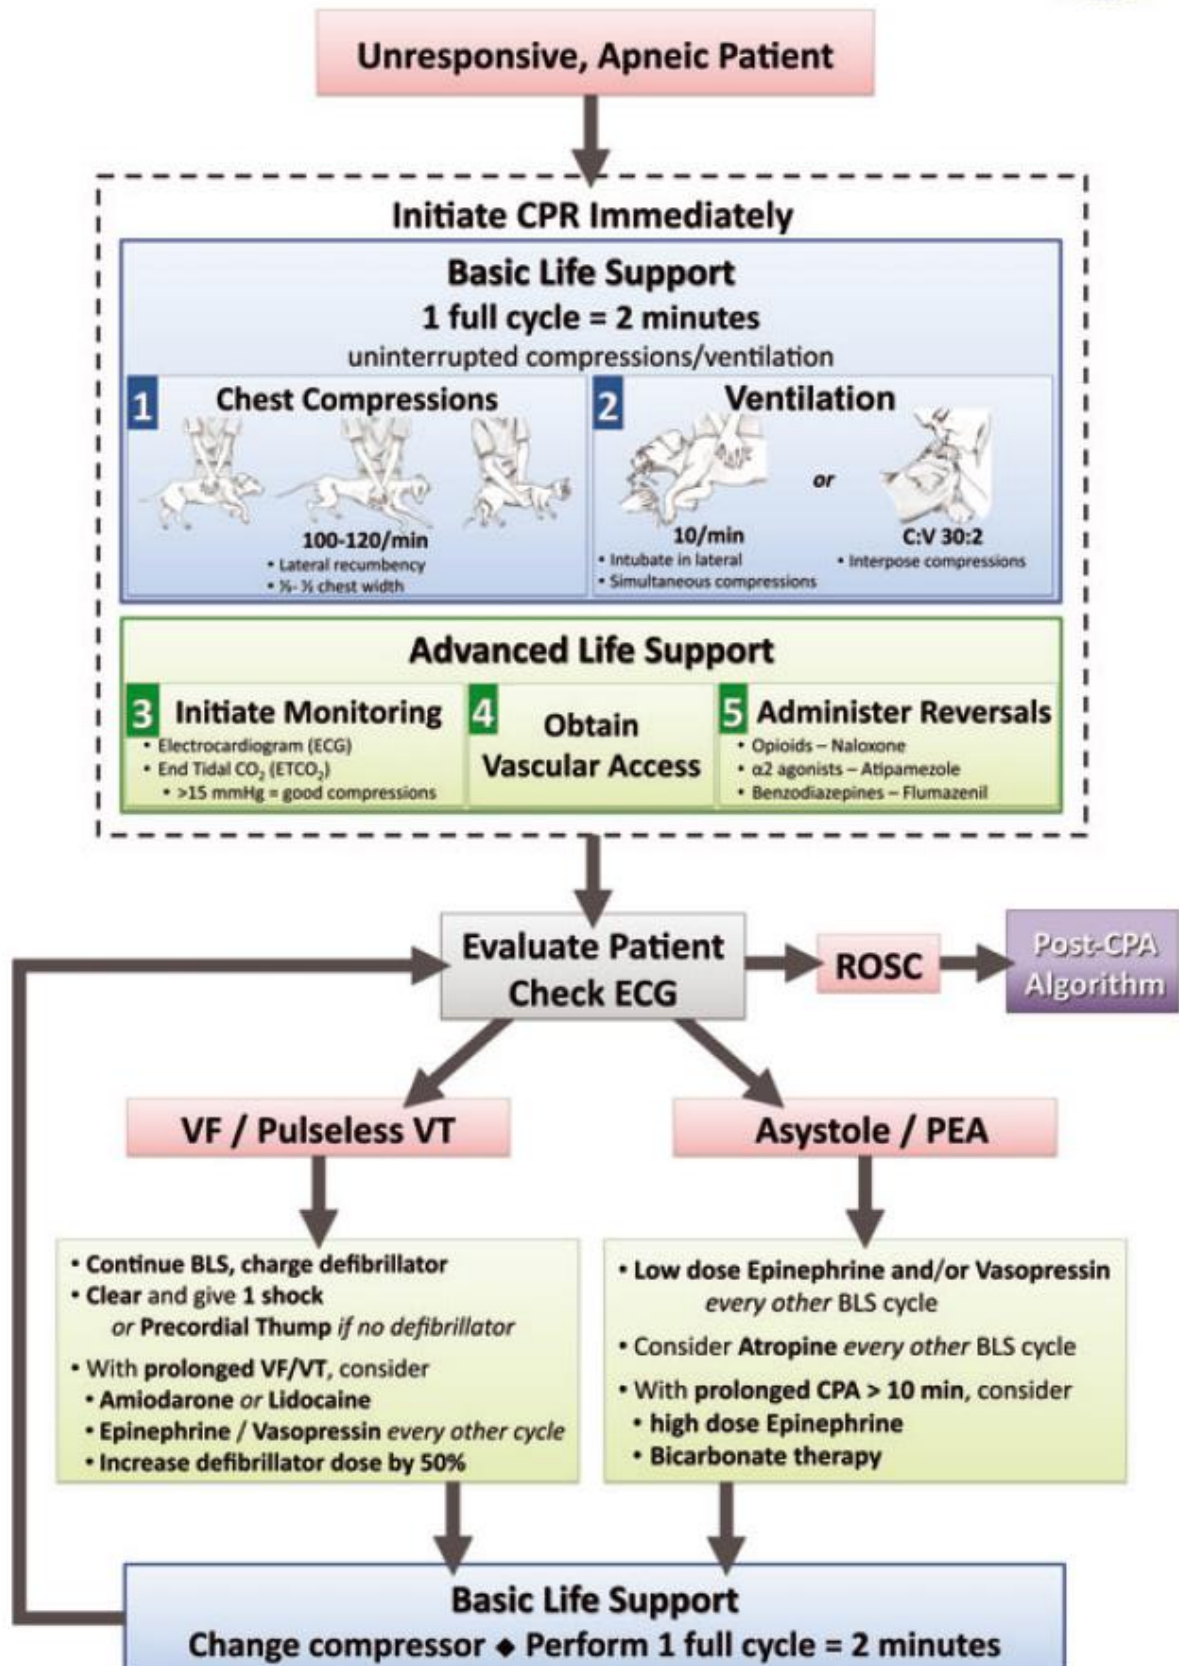 Unresponsive, Apneic Patient
Initiate CPR Immediately
Basic Life Support
1 full cycle = 2 minutes
uninterrupted compressions/ventilation
1 Chest Compressions
100-120/min
• Lateral recumbency
• ⅓- ½ chest width
2 Ventilation
or
10/min
• Intubate in lateral
• Simultaneous compressions
C:V 30:2
• Interpose compressions
Advanced Life Support
3 Initiate Monitoring
• Electrocardiogram (ECG)
• End Tidal CO₂ (ETCO₂)
• >15 mmHg = good compressions
4 Obtain
Vascular Access
5 Administer Reversals
• Opioids – Naloxone
• α2 agonists – Atipamezole
• Benzodiazepines – Flumazenil
Evaluate Patient
Check ECG
ROSC
Post-CPA
Algorithm
VF / Pulseless VT
Asystole / PEA
• Continue BLS, charge defibrillator
• Clear and give 1 shock
or Precordial Thump if no defibrillator
• With prolonged VF/VT, consider
• Amiodarone or Lidocaine
• Epinephrine / Vasopressin every other cycle
• Increase defibrillator dose by 50%
• Low dose Epinephrine and/or Vasopressin
every other BLS cycle
• Consider Atropine every other BLS cycle
• With prolonged CPA > 10 min, consider
• high dose Epinephrine
• Bicarbonate therapy
Basic Life Support
Change compressor ◆ Perform 1 full cycle = 2 minutes